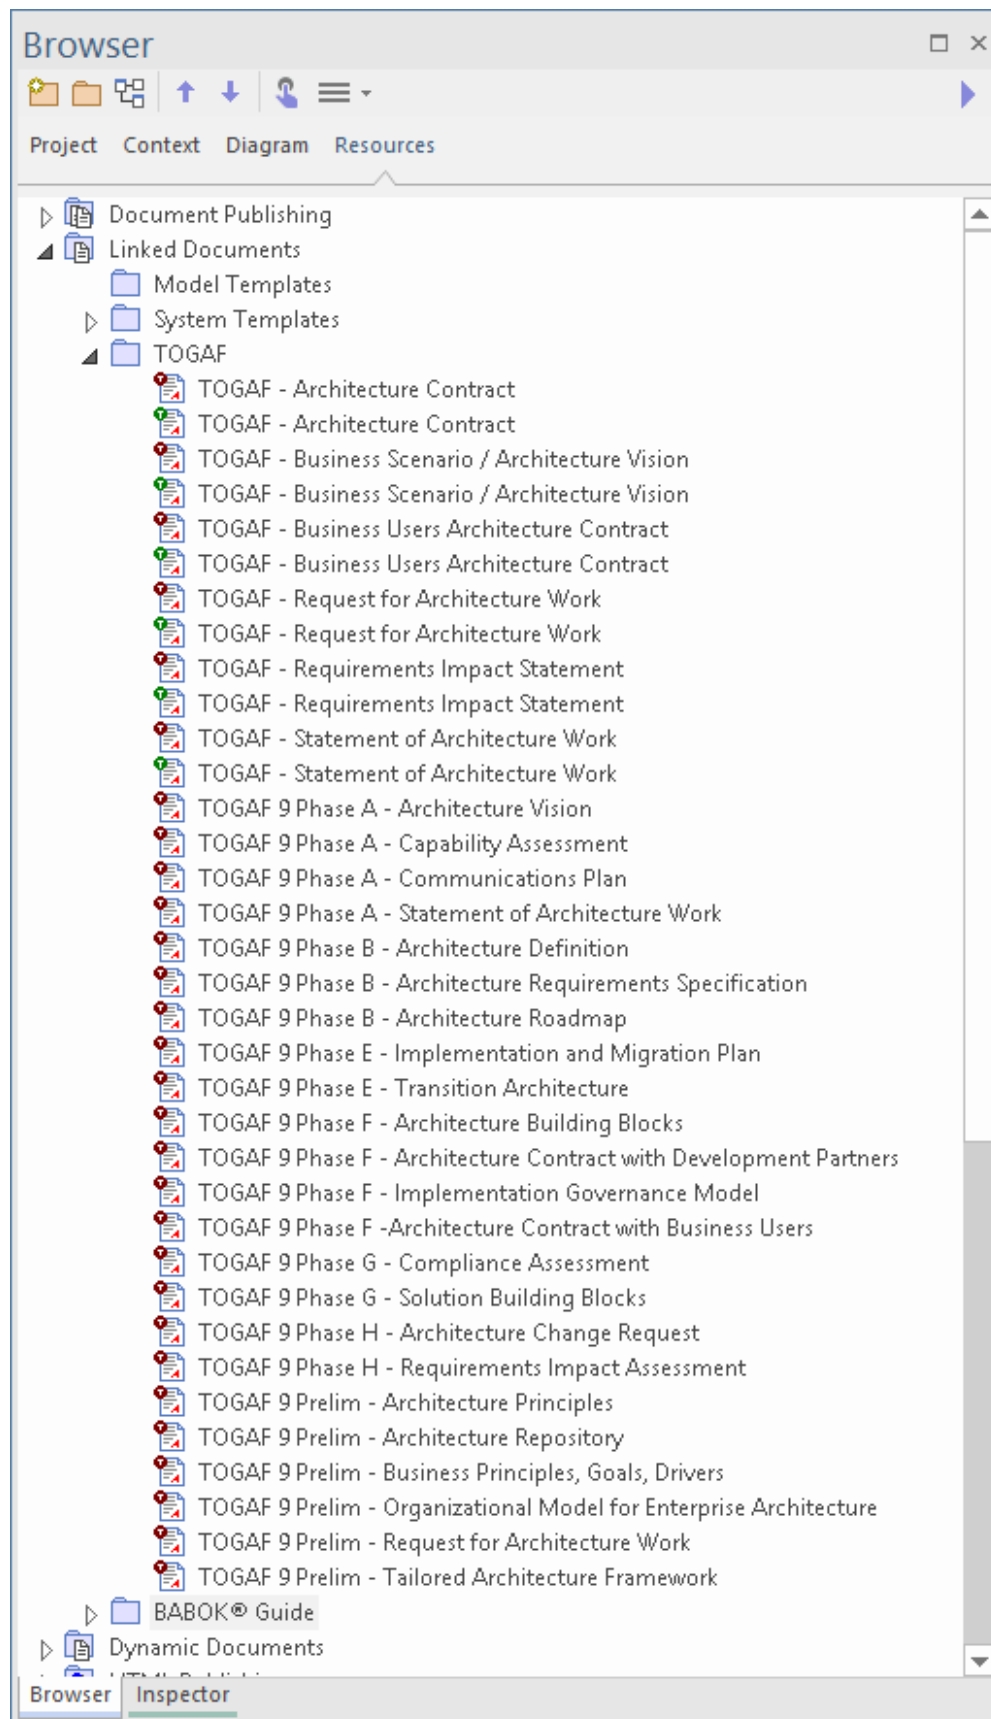 Browser
Project Context Diagram Resources
Document Publishing
Linked Documents
Model Templates
System Templates
TOGAF
TOGAF - Architecture Contract
TOGAF - Architecture Contract
TOGAF - Business Scenario / Architecture Vision
TOGAF - Business Scenario / Architecture Vision
TOGAF - Business Users Architecture Contract
TOGAF - Business Users Architecture Contract
TOGAF - Request for Architecture Work
TOGAF - Request for Architecture Work
TOGAF - Requirements Impact Statement
TOGAF - Requirements Impact Statement
TOGAF - Statement of Architecture Work
TOGAF - Statement of Architecture Work
TOGAF 9 Phase A - Architecture Vision
TOGAF 9 Phase A - Capability Assessment
TOGAF 9 Phase A - Communications Plan
TOGAF 9 Phase A - Statement of Architecture Work
TOGAF 9 Phase B - Architecture Definition
TOGAF 9 Phase B - Architecture Requirements Specification
TOGAF 9 Phase B - Architecture Roadmap
TOGAF 9 Phase E - Implementation and Migration Plan
TOGAF 9 Phase E - Transition Architecture
TOGAF 9 Phase F - Architecture Building Blocks
TOGAF 9 Phase F - Architecture Contract with Development Partners
TOGAF 9 Phase F - Implementation Governance Model
TOGAF 9 Phase F -Architecture Contract with Business Users
TOGAF 9 Phase G - Compliance Assessment
TOGAF 9 Phase G - Solution Building Blocks
TOGAF 9 Phase H - Architecture Change Request
TOGAF 9 Phase H - Requirements Impact Assessment
TOGAF 9 Prelim - Architecture Principles
TOGAF 9 Prelim - Architecture Repository
TOGAF 9 Prelim - Business Principles, Goals, Drivers
TOGAF 9 Prelim - Organizational Model for Enterprise Architecture
TOGAF 9 Prelim - Request for Architecture Work
TOGAF 9 Prelim - Tailored Architecture Framework
BABOK® Guide
Dynamic Documents
Browser Inspector